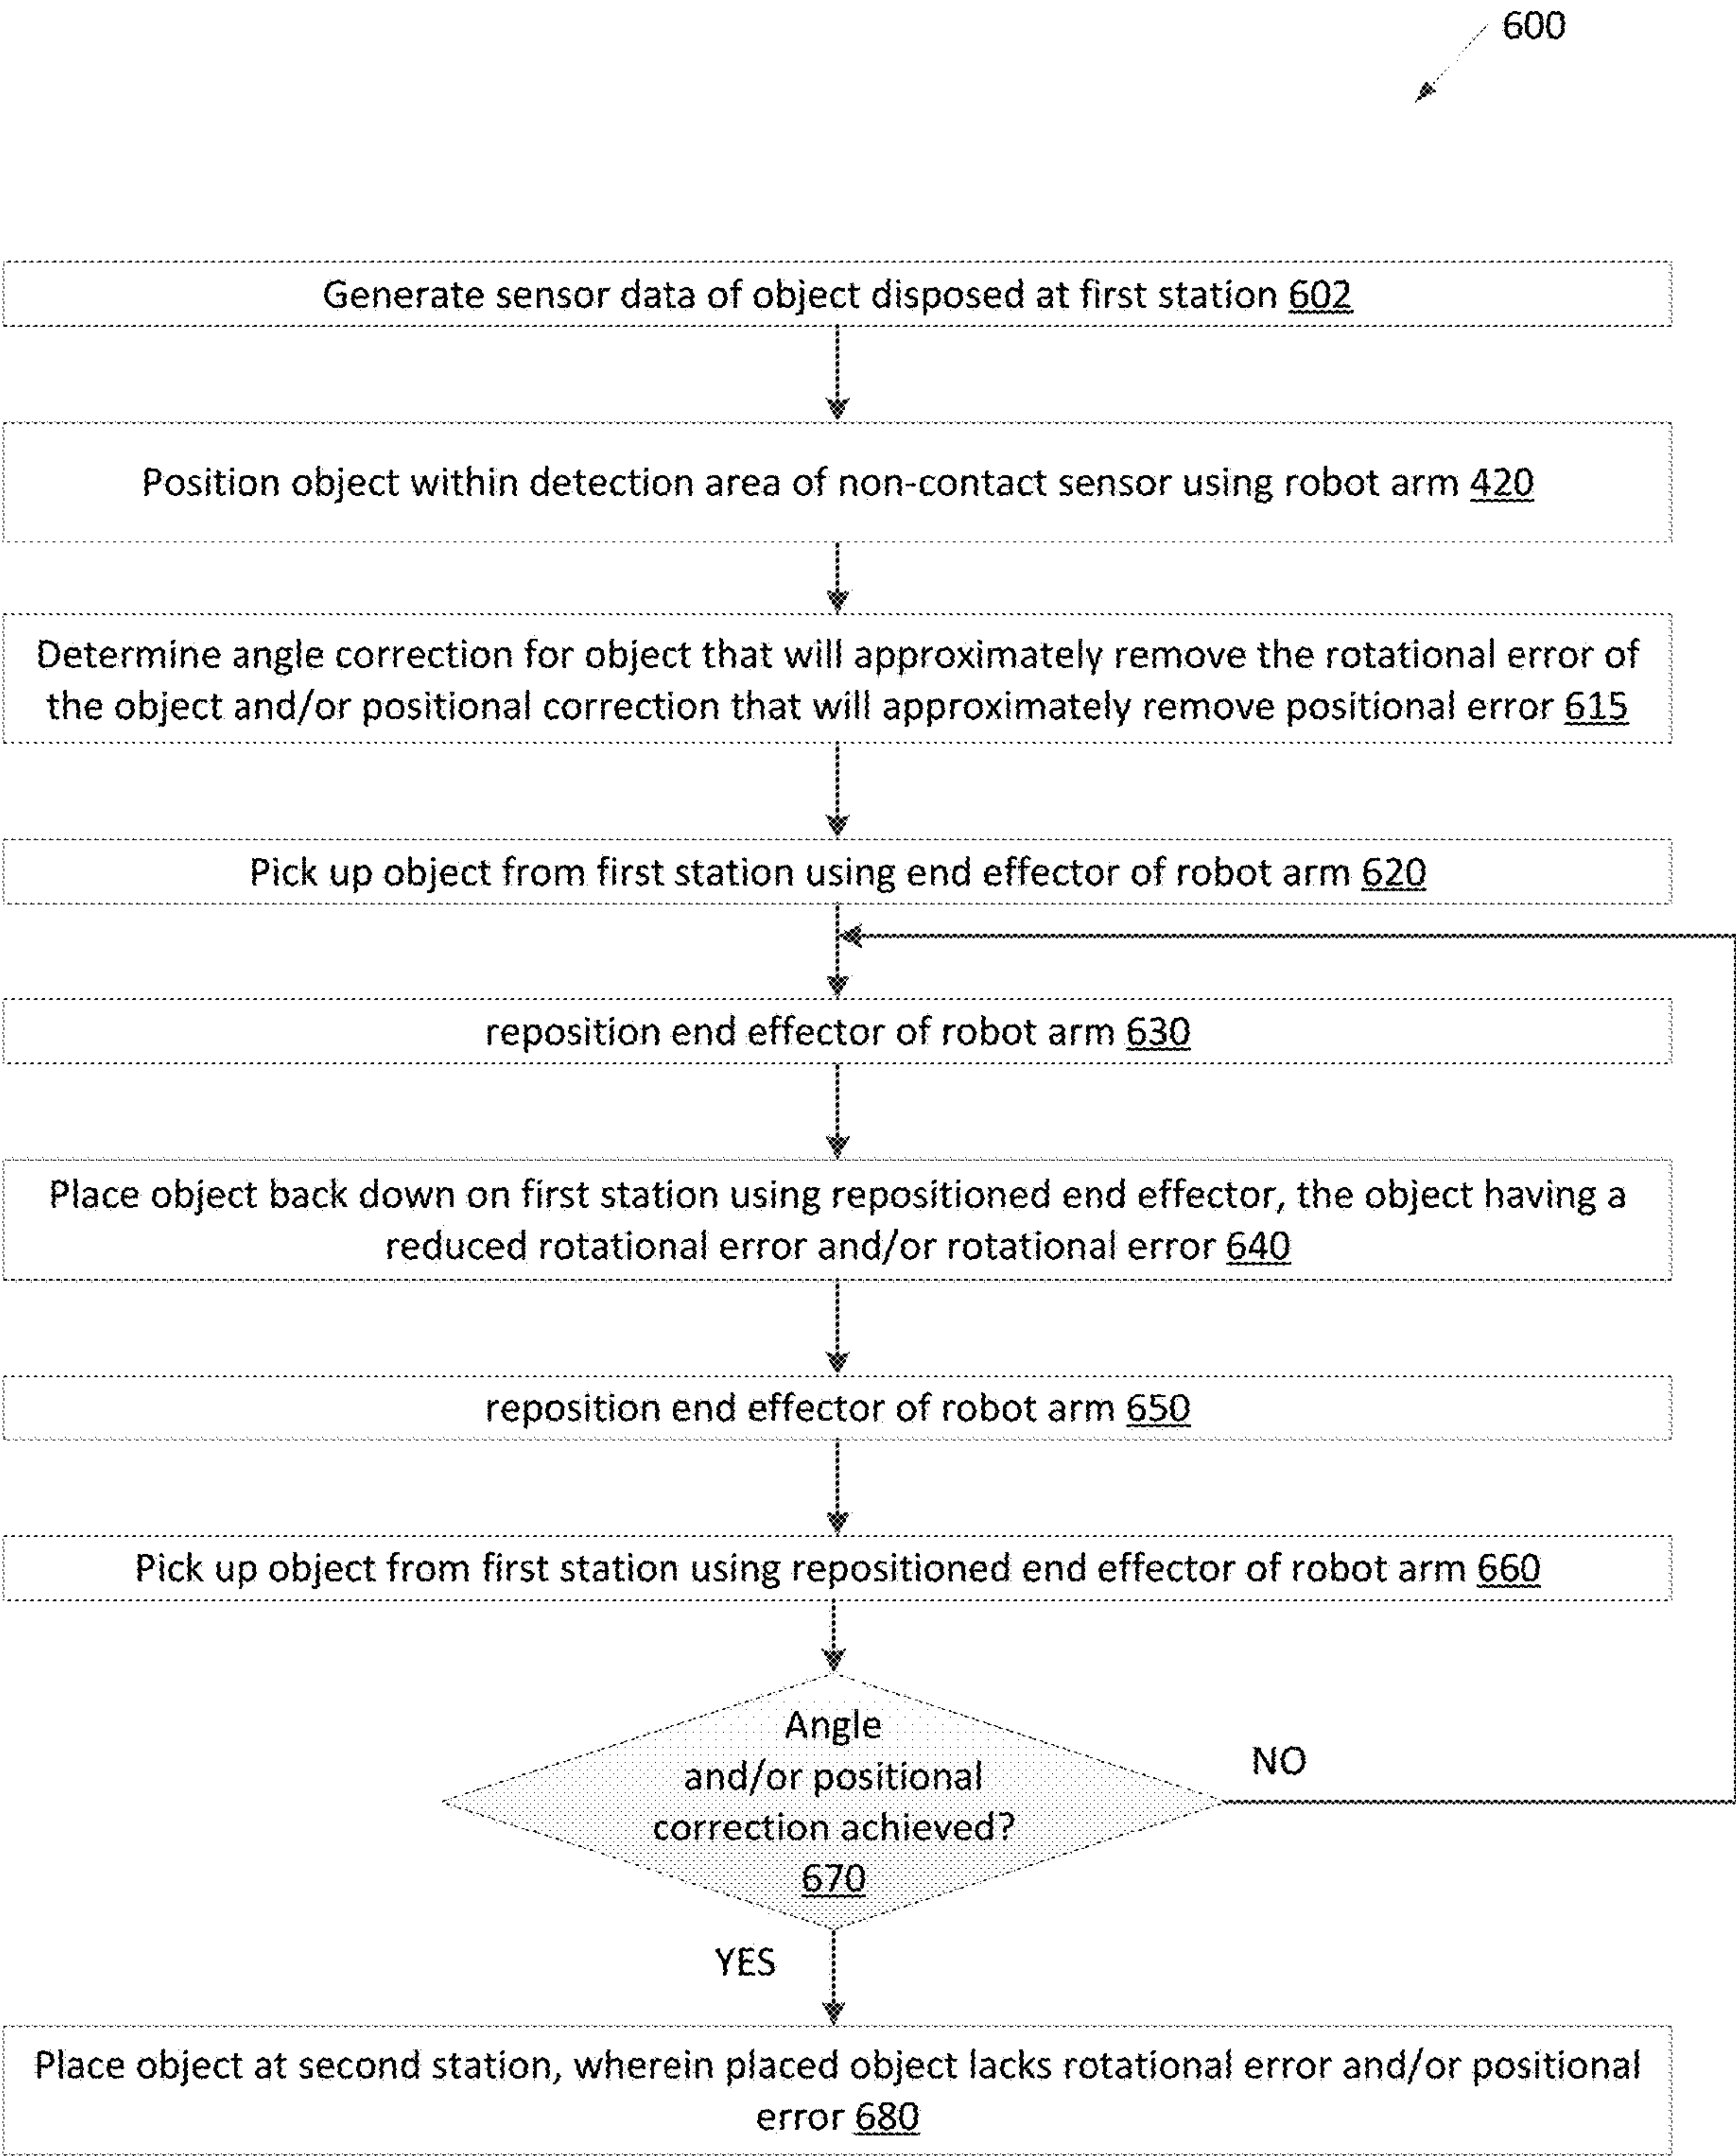 600
Generate sensor data of object disposed at first station 602
Position object within detection area of non-contact sensor using robot arm 420
Determine angle correction for object that will approximately remove the rotational error of
the object and/or positional correction that will approximately remove positional error 615
Pick up object from first station using end effector of robot arm 620
reposition end effector of robot arm 630
Place object back down on first station using repositioned end effector, the object having a
reduced rotational error and/or rotational error 640
reposition end effector of robot arm 650
Pick up object from first station using repositioned end effector of robot arm 660
Angle
and/or positional
correction achieved?
670
NO
YES
Place object at second station, wherein placed object lacks rotational error and/or positional
error 680